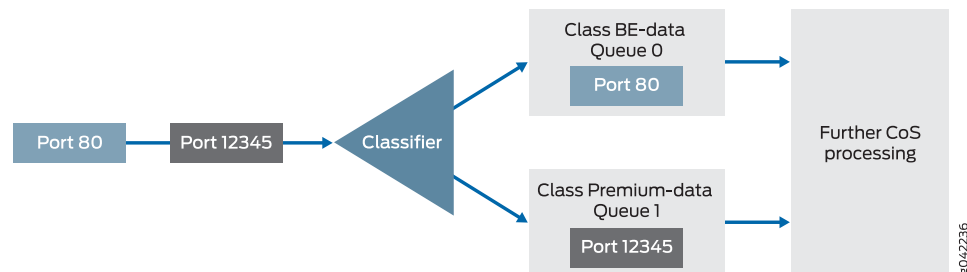 Port 80
Port 12345
Classifier
Class BE-data
Queue 0
Port 80
Class Premium-data
Queue 1
Port 12345
Further CoS
processing
g042236